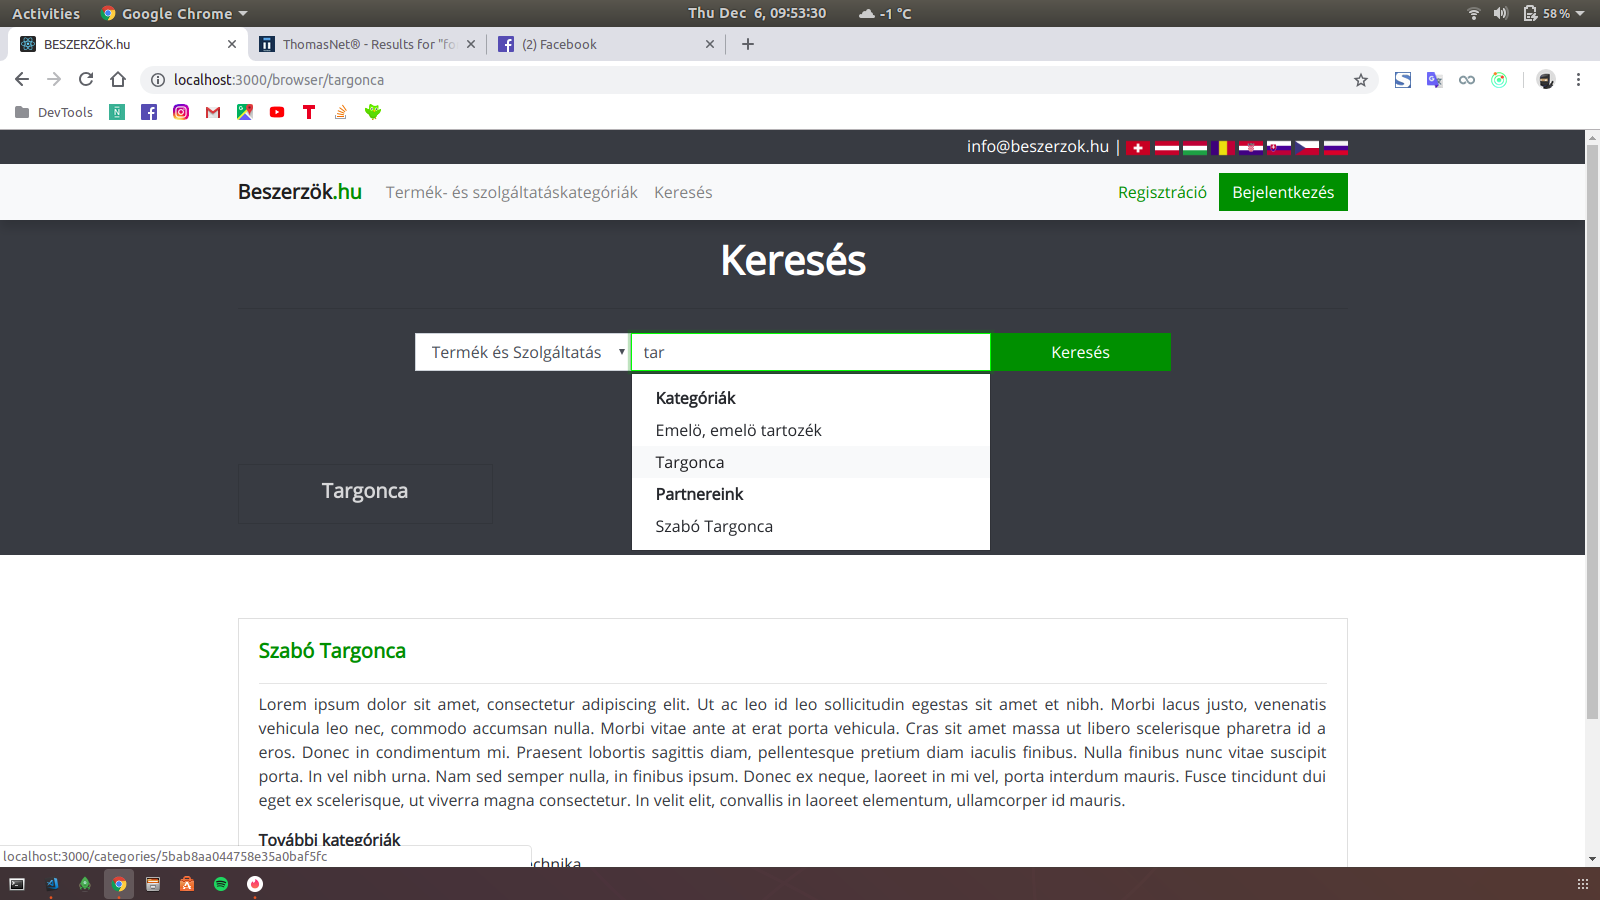 Activities Google Chrome Thu Dec 6, 09:53:30 -1 °C 58 %
BESZERZÖK.hu ThomasNet® - Results for "fo (2) Facebook
localhost:3000/browser/targonca
DevTools
info@beszerzok.hu |
Beszerzök.hu Termék- és szolgáltatáskategóriák Keresés Regisztráció Bejelentkezés
Keresés
Termék és Szolgáltatás tar Keresés
Kategóriák
Emelö, emelö tartozék
Targonca
Partnereink
Szabó Targonca
Targonca
Szabó Targonca
Lorem ipsum dolor sit amet, consectetur adipiscing elit. Ut ac leo id leo sollicitudin egestas sit amet et nibh. Morbi lacus justo, venenatis
vehicula leo nec, commodo accumsan nulla. Morbi vitae ante at erat porta vehicula. Cras sit amet massa ut libero scelerisque pharetra id a
eros. Donec in condimentum mi. Praesent lobortis sagittis diam, pellentesque pretium diam iaculis finibus. Nulla finibus nunc vitae suscipit
porta. In vel nibh urna. Nam sed semper nulla, in finibus ipsum. Donec ex neque, laoreet in mi vel, porta interdum mauris. Fusce tincidunt dui
eget ex scelerisque, ut viverra magna consectetur. In velit elit, convallis in laoreet elementum, ullamcorper id mauris.
További kategóriák
localhost:3000/categories/5bab8aa044758e35a0baf5fc